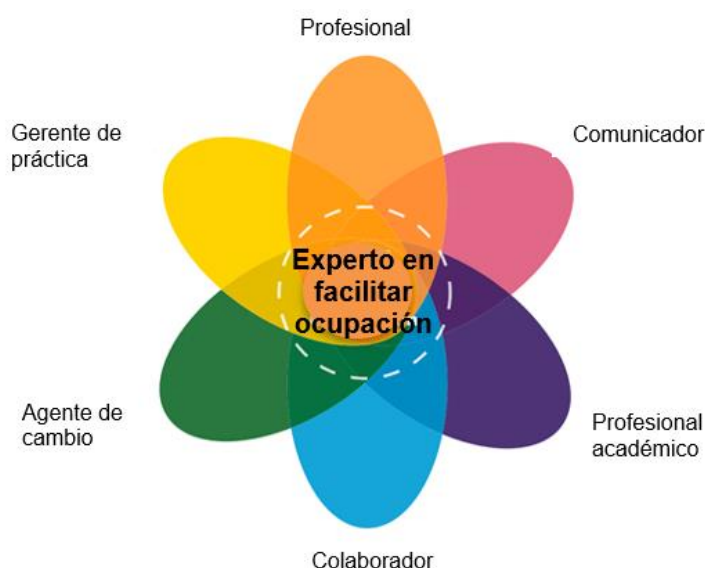 Profesional
Gerente de
práctica
Comunicador
Experto en
facilitar
ocupación
Agente de
cambio
Profesional
académico
Colaborador